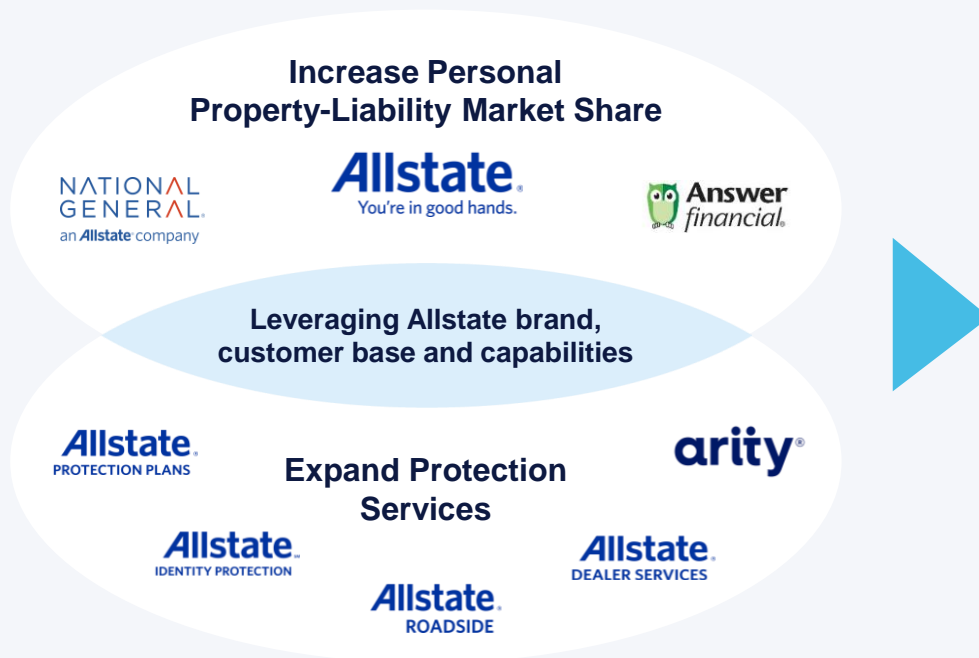 Increase Personal
Property-Liability Market Share
NATIONAL
GENERAL®
an Allstate® company
Allstate®
You're in good hands.
Answer
financial®
Leveraging Allstate brand,
customer base and capabilities
Allstate®
PROTECTION PLANS
Expand Protection
Services
arity®
Allstate℠
IDENTITY PROTECTION
Allstate®
ROADSIDE
Allstate®
DEALER SERVICES